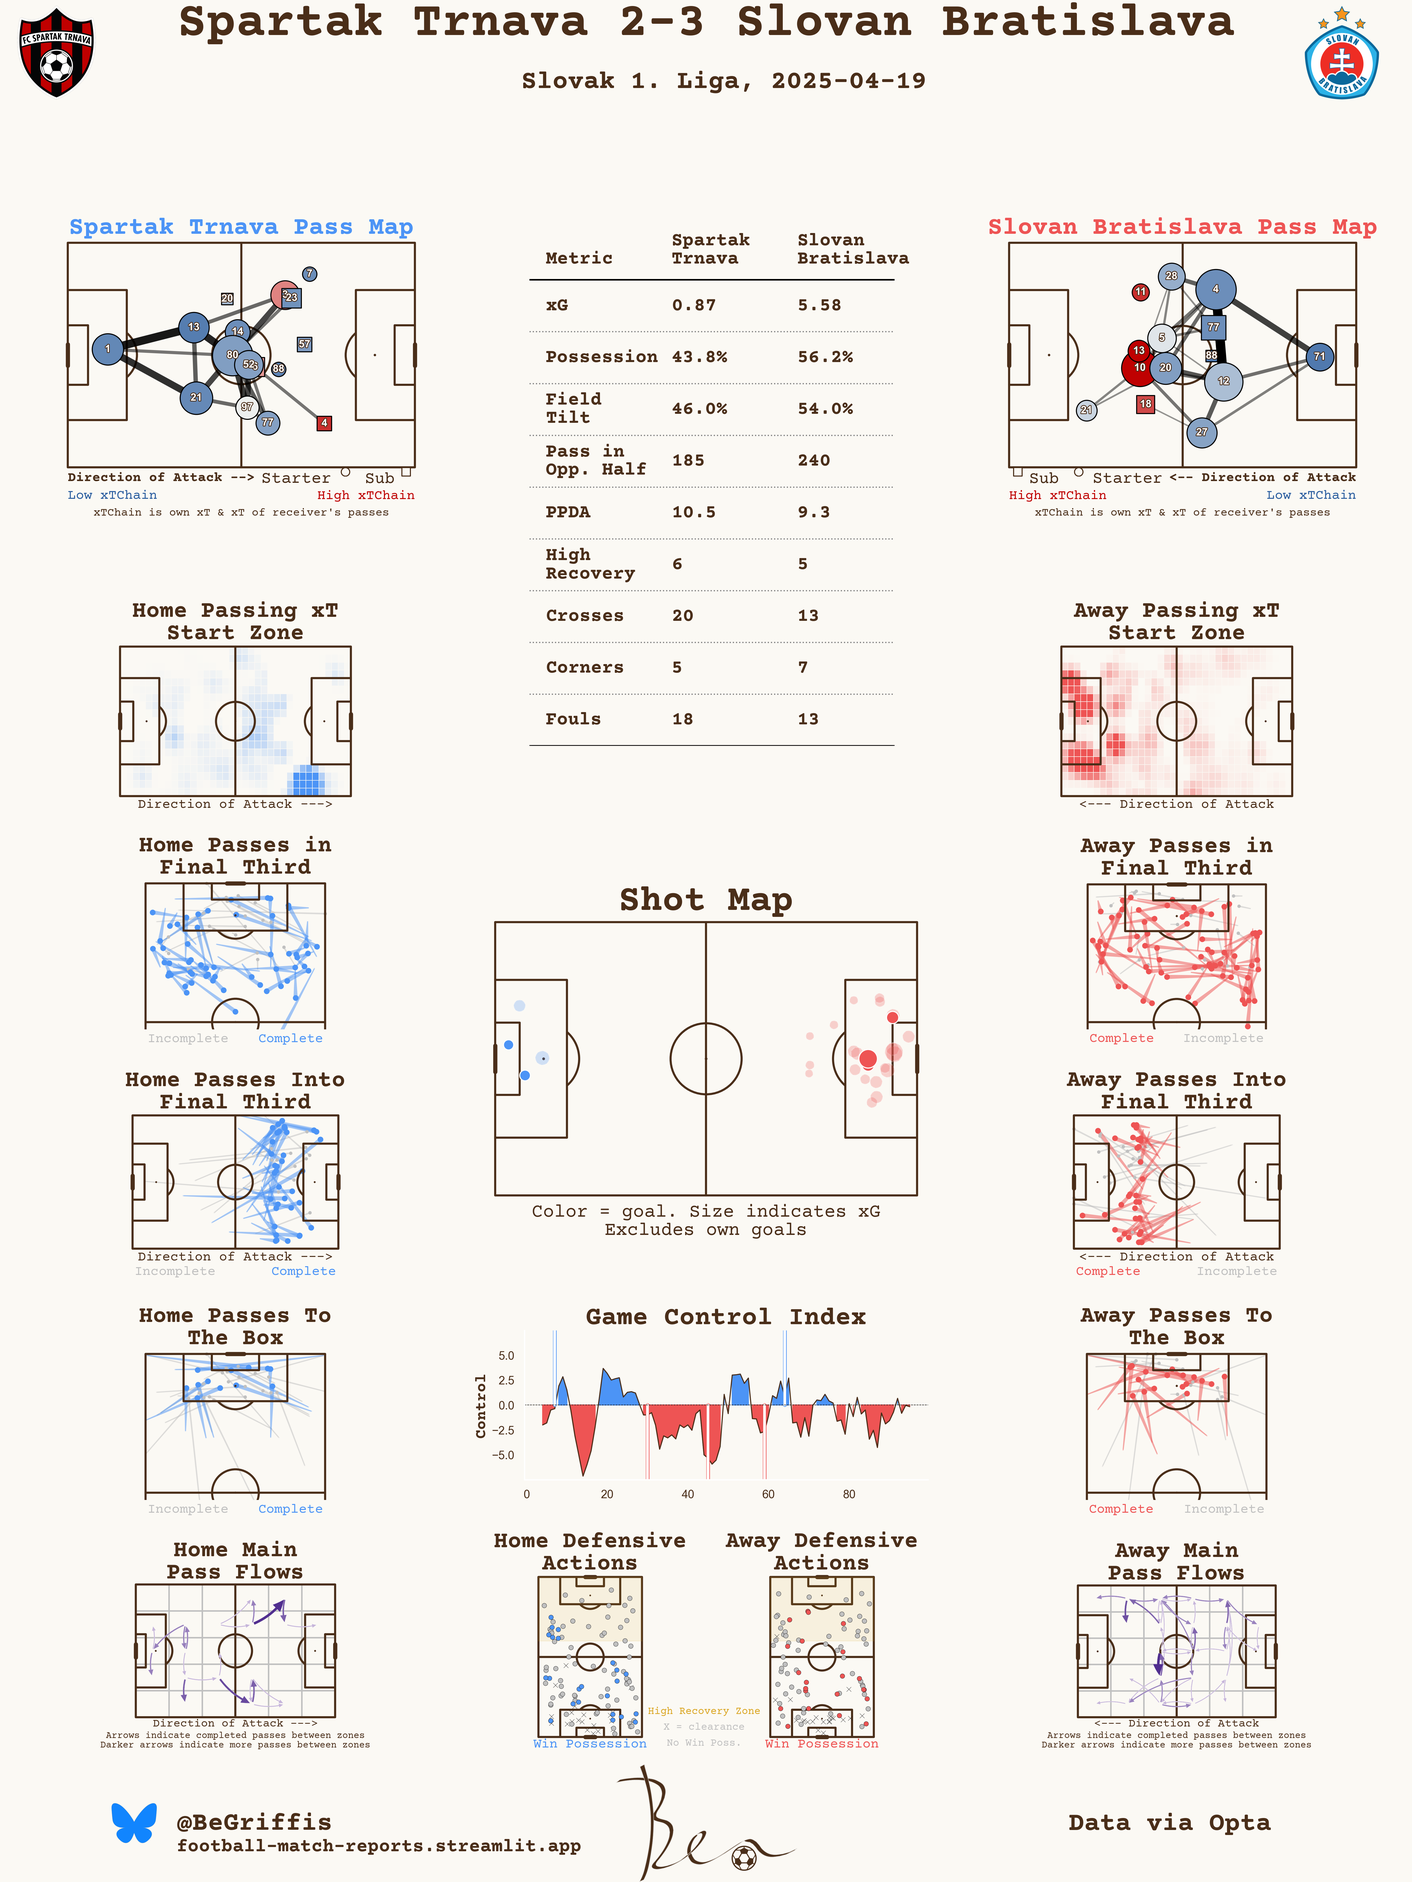 Spartak Trnava 2-3 Slovan Bratislava
Slovak 1. Liga, 2025-04-19
FC SPARTAK TRNAVA
SLOVAN
BRATISLAVA
Spartak Trnava Pass Map
1
13
21
14
80
52
97
77
88
20
7
23
57
4
Direction of Attack --> Starter Sub
Low xTChain High xTChain
xTChain is own xT & xT of receiver's passes
Metric Spartak Trnava Slovan Bratislava
xG 0.87 5.58
Possession 43.8% 56.2%
Field Tilt 46.0% 54.0%
Pass in Opp. Half 185 240
PPDA 10.5 9.3
High Recovery 6 5
Crosses 20 13
Corners 5 7
Fouls 18 13
Slovan Bratislava Pass Map
28
4
11
77
5
88
13
10
20
12
71
21
18
27
Sub Starter <-- Direction of Attack
High xTChain Low xTChain
xTChain is own xT & xT of receiver's passes
Home Passing xT
Start Zone
Direction of Attack --->
Away Passing xT
Start Zone
<--- Direction of Attack
Home Passes in
Final Third
Incomplete Complete
Away Passes in
Final Third
Complete Incomplete
Shot Map
Color = goal. Size indicates xG
Excludes own goals
Home Passes Into
Final Third
Direction of Attack --->
Incomplete Complete
Away Passes Into
Final Third
<--- Direction of Attack
Complete Incomplete
Home Passes To
The Box
Incomplete Complete
Game Control Index
Control
5.0
2.5
0.0
−2.5
−5.0
0 20 40 60 80
Away Passes To
The Box
Complete Incomplete
Home Main
Pass Flows
Direction of Attack --->
Arrows indicate completed passes between zones
Darker arrows indicate more passes between zones
Home Defensive
Actions
Win Possession
High Recovery Zone
X = clearance
No Win Poss.
Away Defensive
Actions
Win Possession
Away Main
Pass Flows
<--- Direction of Attack
Arrows indicate completed passes between zones
Darker arrows indicate more passes between zones
@BeGriffis
football-match-reports.streamlit.app
Ben
Data via Opta